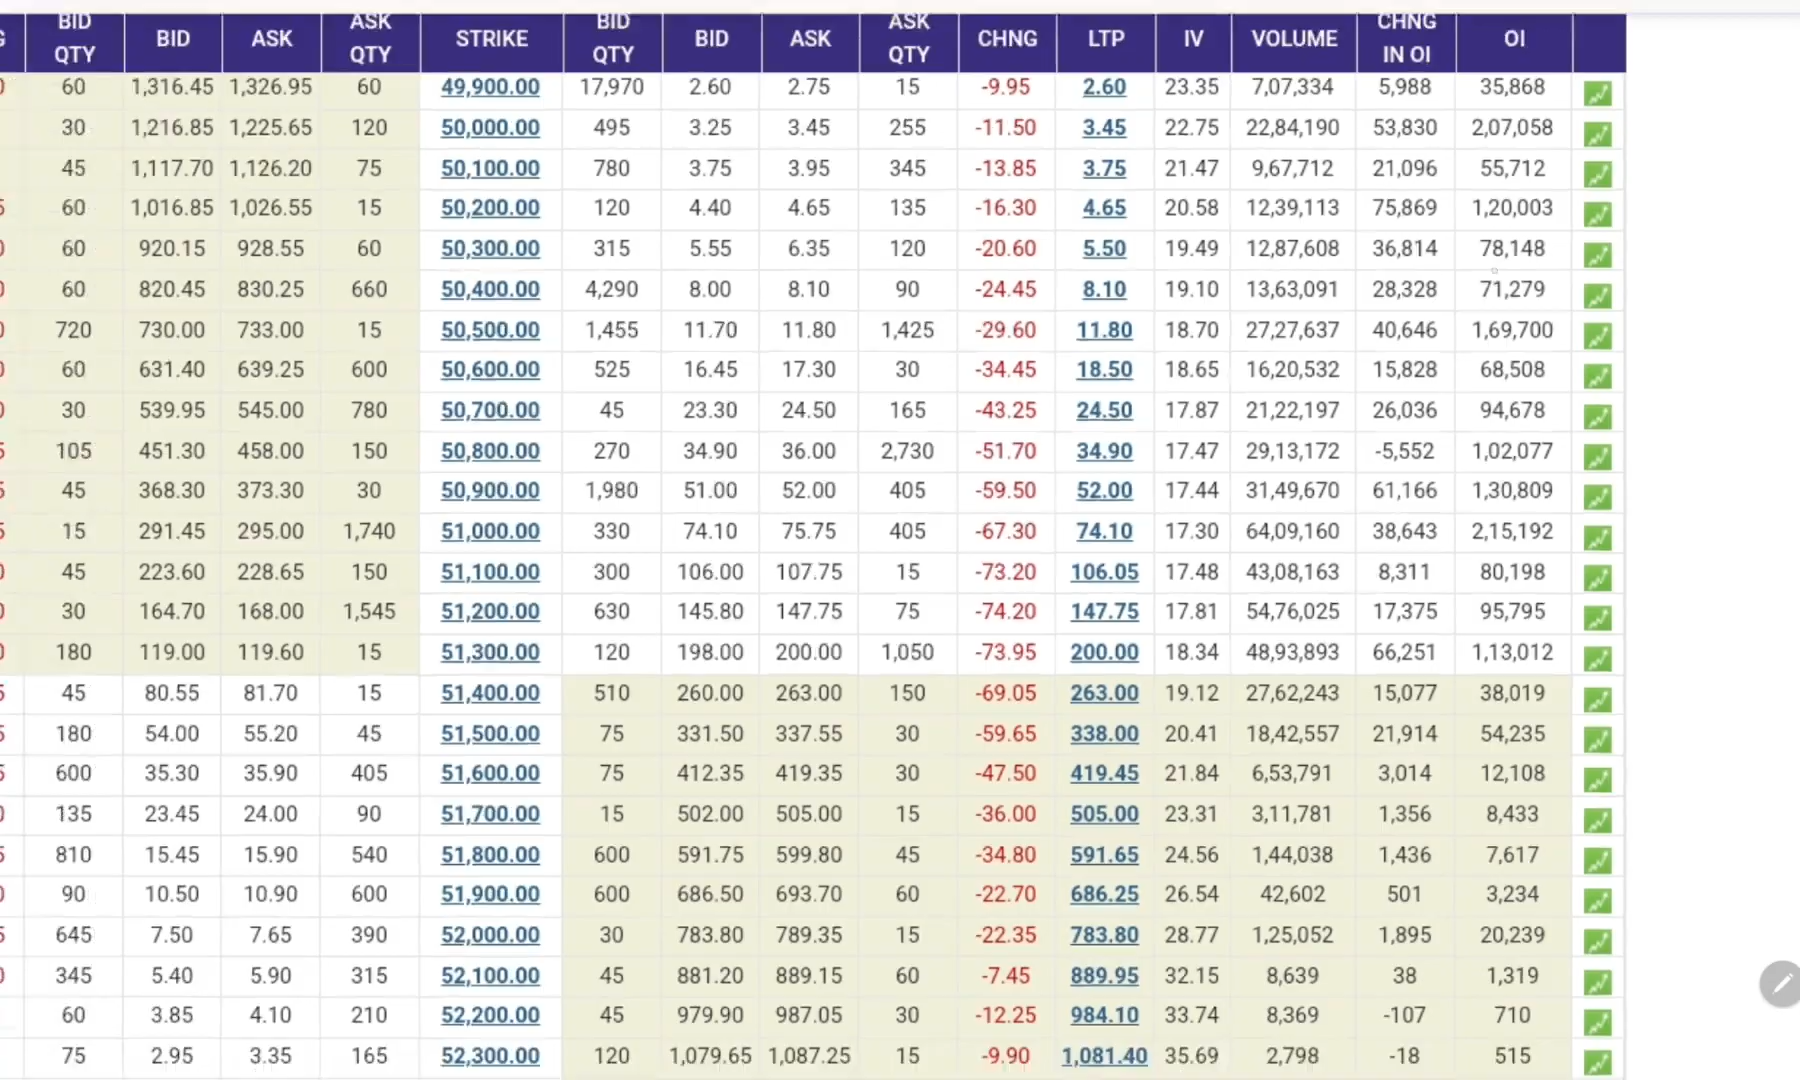 BID QTY BID ASK ASK QTY STRIKE BID QTY BID ASK ASK QTY CHNG LTP IV VOLUME CHNG IN OI OI
60 1,316.45 1,326.95 60 49,900.00 17,970 2.60 2.75 15 -9.95 2.60 23.35 7,07,334 5,988 35,868
30 1,216.85 1,225.65 120 50,000.00 495 3.25 3.45 255 -11.50 3.45 22.75 22,84,190 53,830 2,07,058
45 1,117.70 1,126.20 75 50,100.00 780 3.75 3.95 345 -13.85 3.75 21.47 9,67,712 21,096 55,712
60 1,016.85 1,026.55 15 50,200.00 120 4.40 4.65 135 -16.30 4.65 20.58 12,39,113 75,869 1,20,003
60 920.15 928.55 60 50,300.00 315 5.55 6.35 120 -20.60 5.50 19.49 12,87,608 36,814 78,148
60 820.45 830.25 660 50,400.00 4,290 8.00 8.10 90 -24.45 8.10 19.10 13,63,091 28,328 71,279
720 730.00 733.00 15 50,500.00 1,455 11.70 11.80 1,425 -29.60 11.80 18.70 27,27,637 40,646 1,69,700
60 631.40 639.25 600 50,600.00 525 16.45 17.30 30 -34.45 18.50 18.65 16,20,532 15,828 68,508
30 539.95 545.00 780 50,700.00 45 23.30 24.50 165 -43.25 24.50 17.87 21,22,197 26,036 94,678
105 451.30 458.00 150 50,800.00 270 34.90 36.00 2,730 -51.70 34.90 17.47 29,13,172 -5,552 1,02,077
45 368.30 373.30 30 50,900.00 1,980 51.00 52.00 405 -59.50 52.00 17.44 31,49,670 61,166 1,30,809
15 291.45 295.00 1,740 51,000.00 330 74.10 75.75 405 -67.30 74.10 17.30 64,09,160 38,643 2,15,192
45 223.60 228.65 150 51,100.00 300 106.00 107.75 15 -73.20 106.05 17.48 43,08,163 8,311 80,198
30 164.70 168.00 1,545 51,200.00 630 145.80 147.75 75 -74.20 147.75 17.81 54,76,025 17,375 95,795
180 119.00 119.60 15 51,300.00 120 198.00 200.00 1,050 -73.95 200.00 18.34 48,93,893 66,251 1,13,012
45 80.55 81.70 15 51,400.00 510 260.00 263.00 150 -69.05 263.00 19.12 27,62,243 15,077 38,019
180 54.00 55.20 45 51,500.00 75 331.50 337.55 30 -59.65 338.00 20.41 18,42,557 21,914 54,235
600 35.30 35.90 405 51,600.00 75 412.35 419.35 30 -47.50 419.45 21.84 6,53,791 3,014 12,108
135 23.45 24.00 90 51,700.00 15 502.00 505.00 15 -36.00 505.00 23.31 3,11,781 1,356 8,433
810 15.45 15.90 540 51,800.00 600 591.75 599.80 45 -34.80 591.65 24.56 1,44,038 1,436 7,617
90 10.50 10.90 600 51,900.00 600 686.50 693.70 60 -22.70 686.25 26.54 42,602 501 3,234
645 7.50 7.65 390 52,000.00 30 783.80 789.35 15 -22.35 783.80 28.77 1,25,052 1,895 20,239
345 5.40 5.90 315 52,100.00 45 881.20 889.15 60 -7.45 889.95 32.15 8,639 38 1,319
60 3.85 4.10 210 52,200.00 45 979.90 987.05 30 -12.25 984.10 33.74 8,369 -107 710
75 2.95 3.35 165 52,300.00 120 1,079.65 1,087.25 15 -9.90 1,081.40 35.69 2,798 -18 515